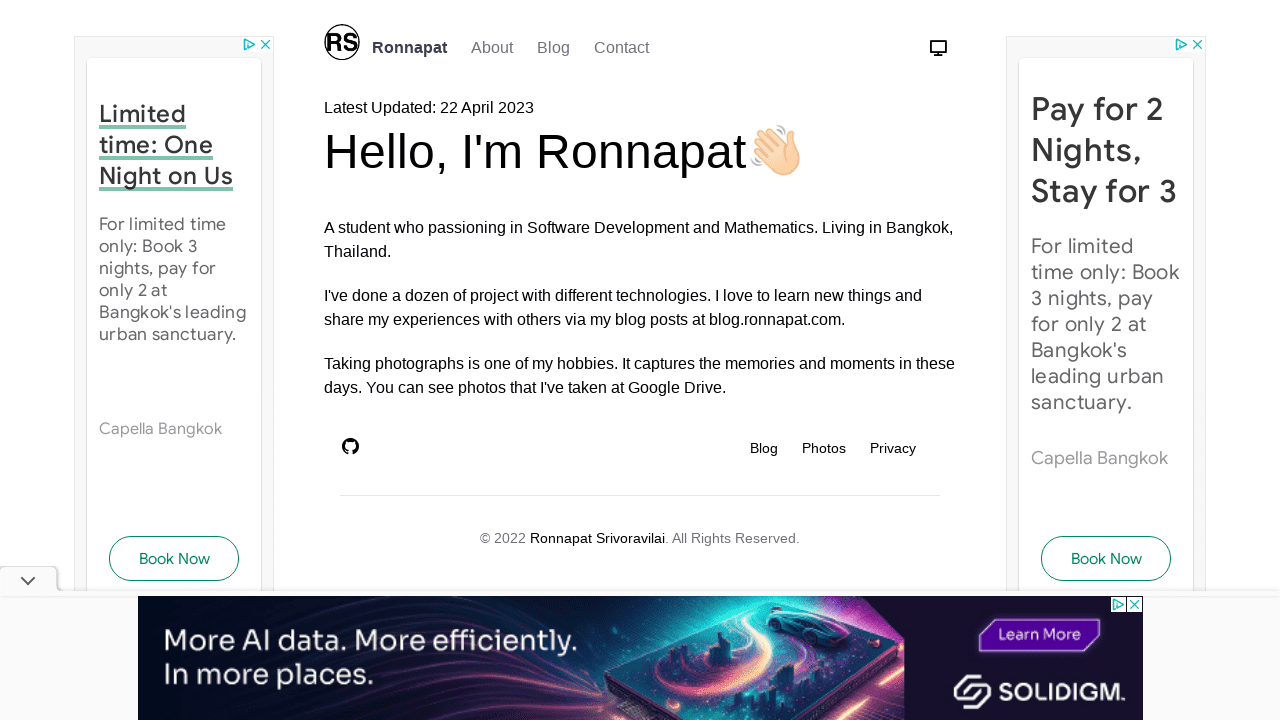 RS
Ronnapat
About
Blog
Contact
Latest Updated: 22 April 2023
Hello, I'm Ronnapat👋🏻
A student who passioning in Software Development and Mathematics. Living in Bangkok,
Thailand.
I've done a dozen of project with different technologies. I love to learn new things and
share my experiences with others via my blog posts at blog.ronnapat.com.
Taking photographs is one of my hobbies. It captures the memories and moments in these
days. You can see photos that I've taken at Google Drive.
Blog
Photos
Privacy
© 2022 Ronnapat Srivoravilai. All Rights Reserved.
Limited
time: One
Night on Us
For limited time
only: Book 3
nights, pay for
only 2 at
Bangkok's leading
urban sanctuary.
Capella Bangkok
Book Now
Pay for 2
Nights,
Stay for 3
For limited
time only: Book
3 nights, pay
for only 2 at
Bangkok's
leading urban
sanctuary.
Capella Bangkok
Book Now
More AI data. More efficiently.
In more places.
Learn More
SOLIDIGM.